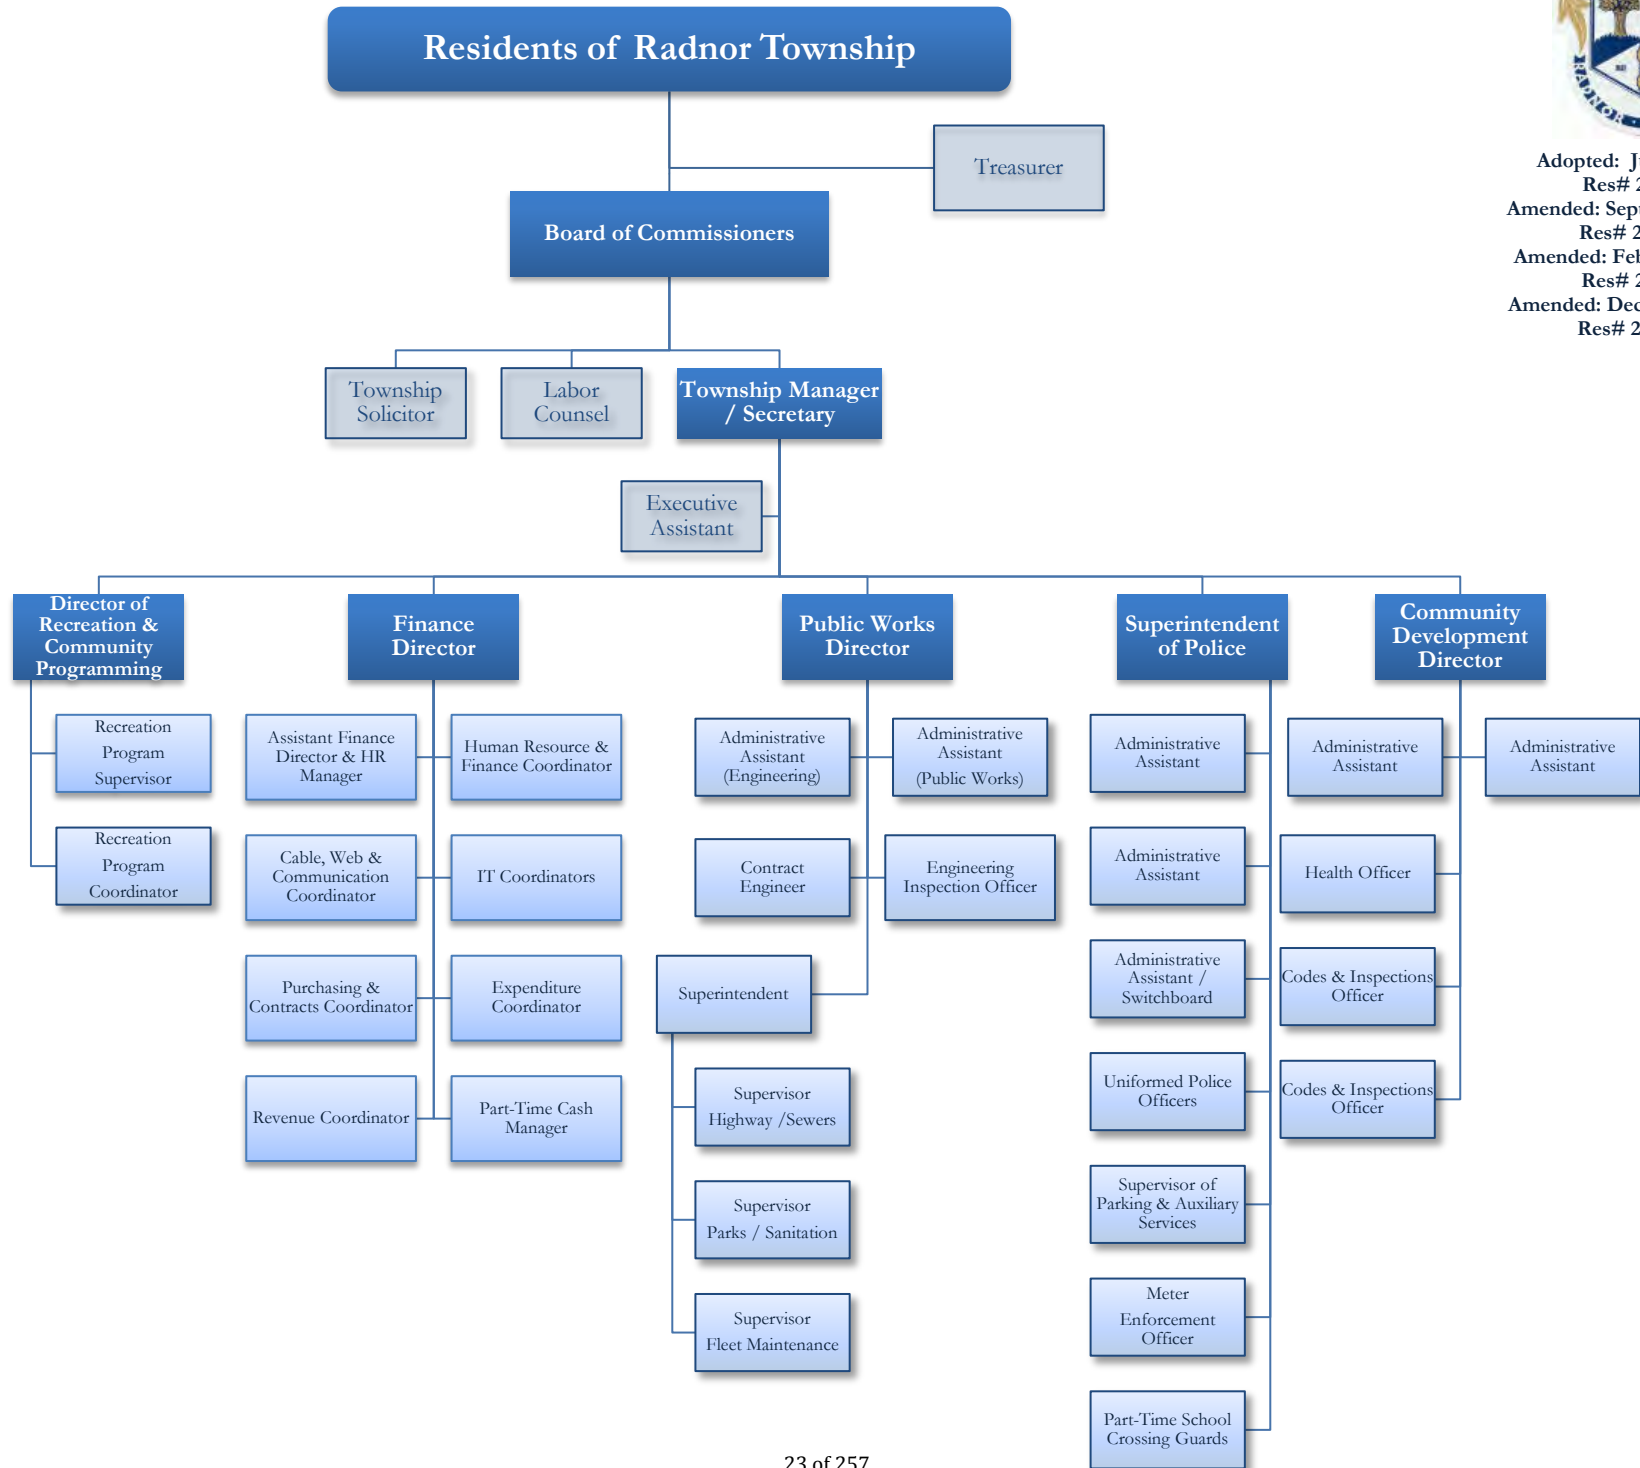 Residents of Radnor Township
Treasurer
RADNOR
Adopted:
Res#
Amended:
Res#
Amended:
Res#
Amended:
Res#
Board of Commissioners
Township
Solicitor
Labor
Counsel
Township Manager
/ Secretary
Executive
Assistant
Director of
Recreation &
Community
Programming
Finance
Director
Public Works
Director
Superintendent
of Police
Community
Development
Director
Recreation
Program
Supervisor
Recreation
Program
Coordinator
Assistant Finance
Director & HR
Manager
Human Resource &
Finance Coordinator
Cable, Web &
Communication
Coordinator
IT Coordinators
Purchasing &
Contracts Coordinator
Expenditure
Coordinator
Revenue Coordinator
Part-Time Cash
Manager
Administrative
Assistant
(Engineering)
Administrative
Assistant
(Public Works)
Contract
Engineer
Engineering
Inspection Officer
Superintendent
Supervisor
Highway /Sewers
Supervisor
Parks / Sanitation
Supervisor
Fleet Maintenance
Administrative
Assistant
Administrative
Assistant
Administrative
Assistant /
Switchboard
Uniformed Police
Officers
Supervisor of
Parking & Auxiliary
Services
Meter
Enforcement
Officer
Part-Time School
Crossing Guards
Administrative
Assistant
Administrative
Assistant
Health Officer
Codes & Inspections
Officer
Codes & Inspections
Officer
23 of 257